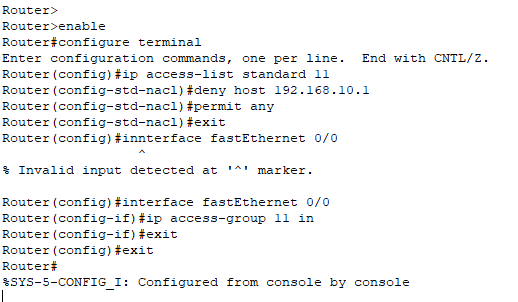 Router>
Router>enable
Router#configure terminal
Enter configuration commands, one per line.  End with CNTL/Z.
Router(config)#ip access-list standard 11
Router(config-std-nacl)#deny host 192.168.10.1
Router(config-std-nacl)#permit any
Router(config-std-nacl)#exit
Router(config)#innterface fastEthernet 0/0
^
% Invalid input detected at '^' marker.
Router(config)#interface fastEthernet 0/0
Router(config-if)#ip access-group 11 in
Router(config-if)#exit
Router(config)#exit
Router#
%SYS-5-CONFIG_I: Configured from console by console